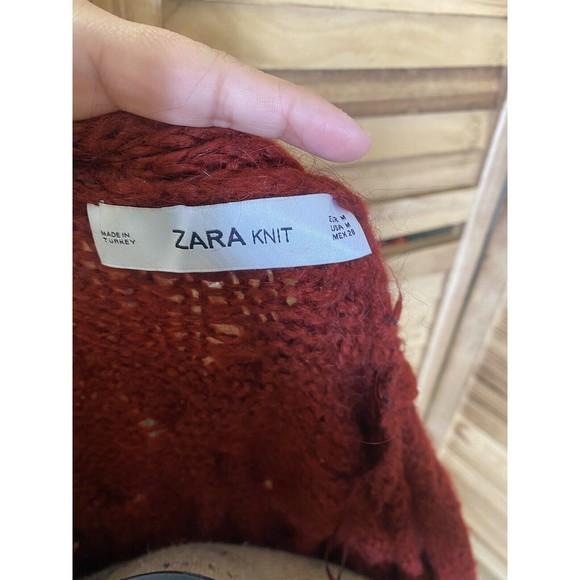 MADE IN
TURKEY
ZARA KNIT
EUR M
USA M
MEX 28